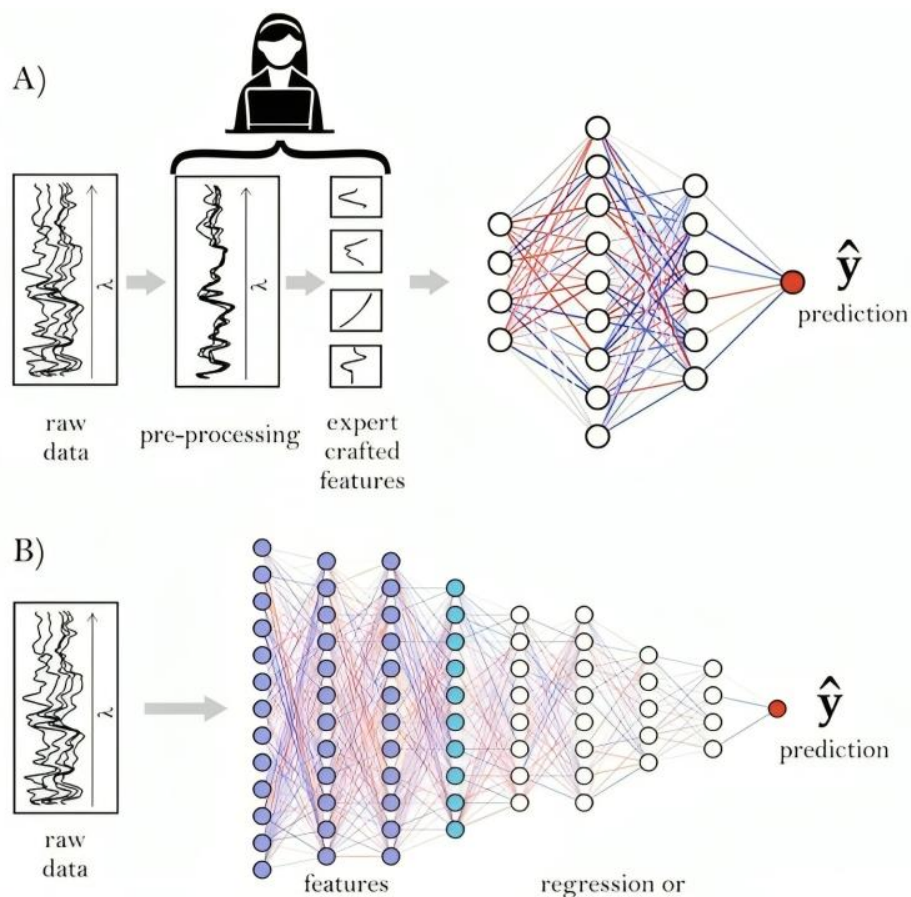 A)
λ
λ
ŷ
prediction
raw
data
pre-processing
expert
crafted
features
B)
λ
ŷ
prediction
raw
data
features
regression or